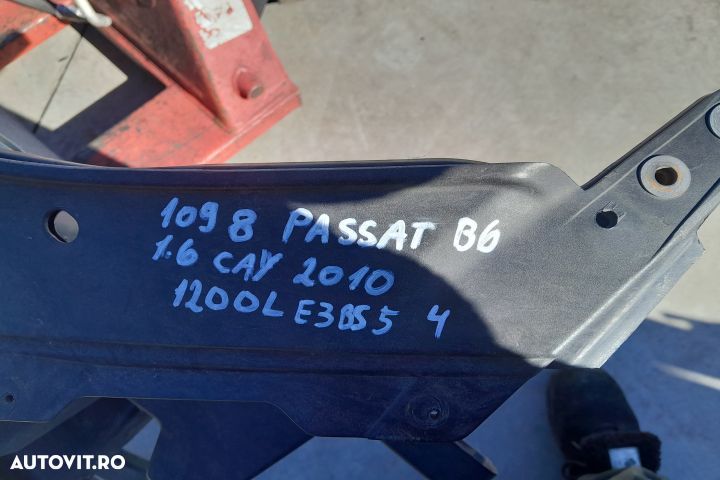 1098 PASSAT B6
1.6 CAY 2010
1200L E3BS5 4
AUTOVIT.RO